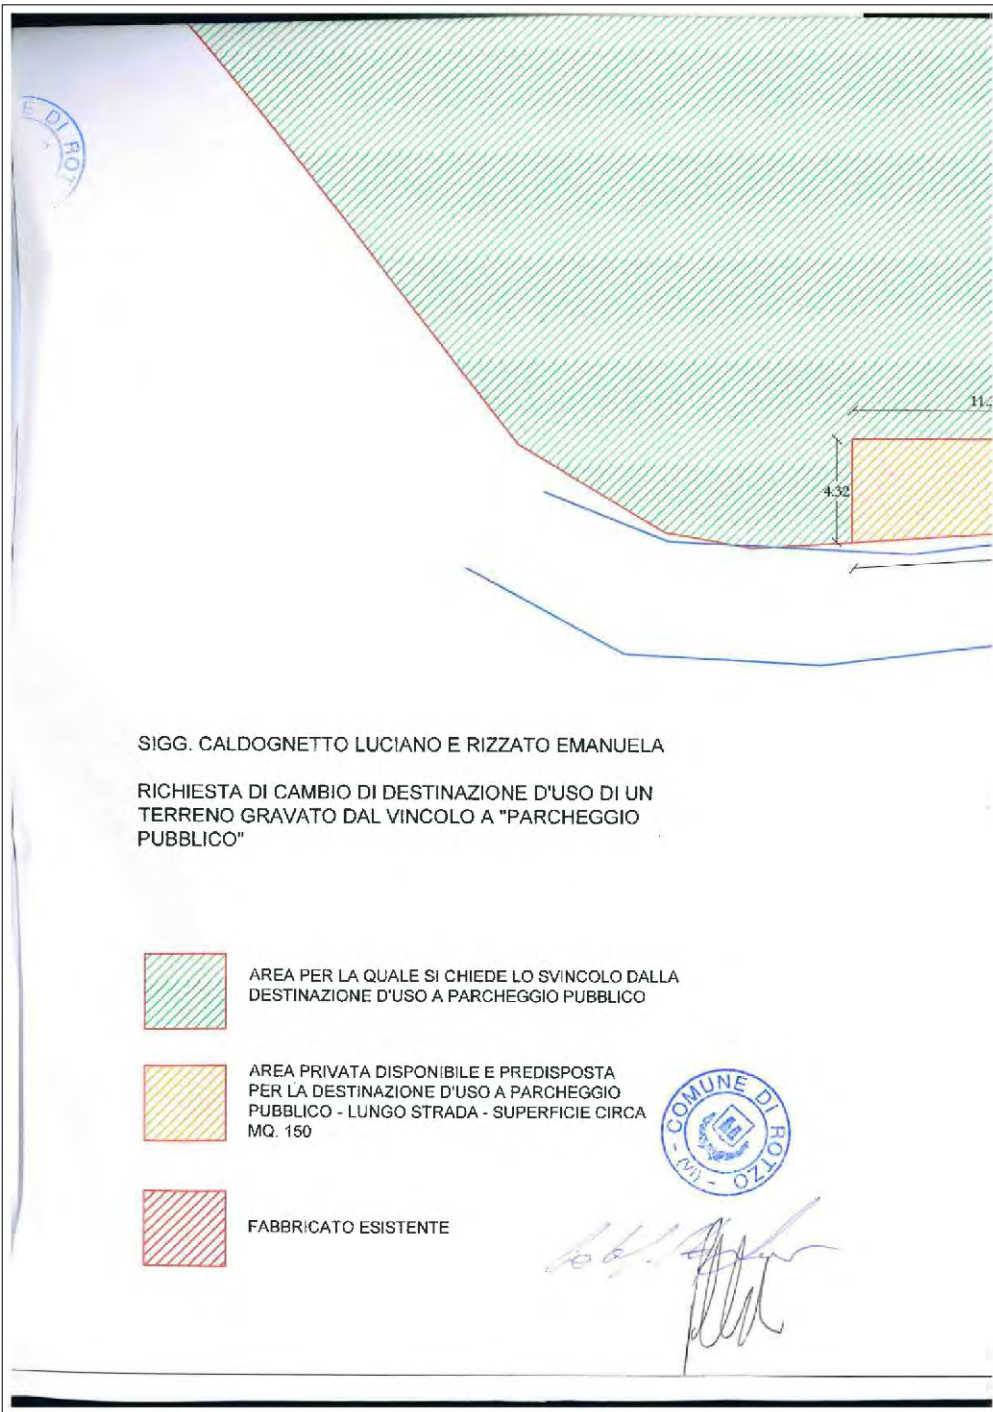 E DI ROT
11.
4.32
SIGG. CALDOGNETTO LUCIANO E RIZZATO EMANUELA
RICHIESTA DI CAMBIO DI DESTINAZIONE D'USO DI UN
TERRENO GRAVATO DAL VINCOLO A "PARCHEGGIO
PUBBLICO"
AREA PER LA QUALE SI CHIEDE LO SVINCOLO DALLA
DESTINAZIONE D'USO A PARCHEGGIO PUBBLICO
AREA PRIVATA DISPONIBILE E PREDISPOSTA
PER LA DESTINAZIONE D'USO A PARCHEGGIO
PUBBLICO - LUNGO STRADA - SUPERFICIE CIRCA
MQ. 150
COMUNE DI ROTZO - (VI) -
FABBRICATO ESISTENTE